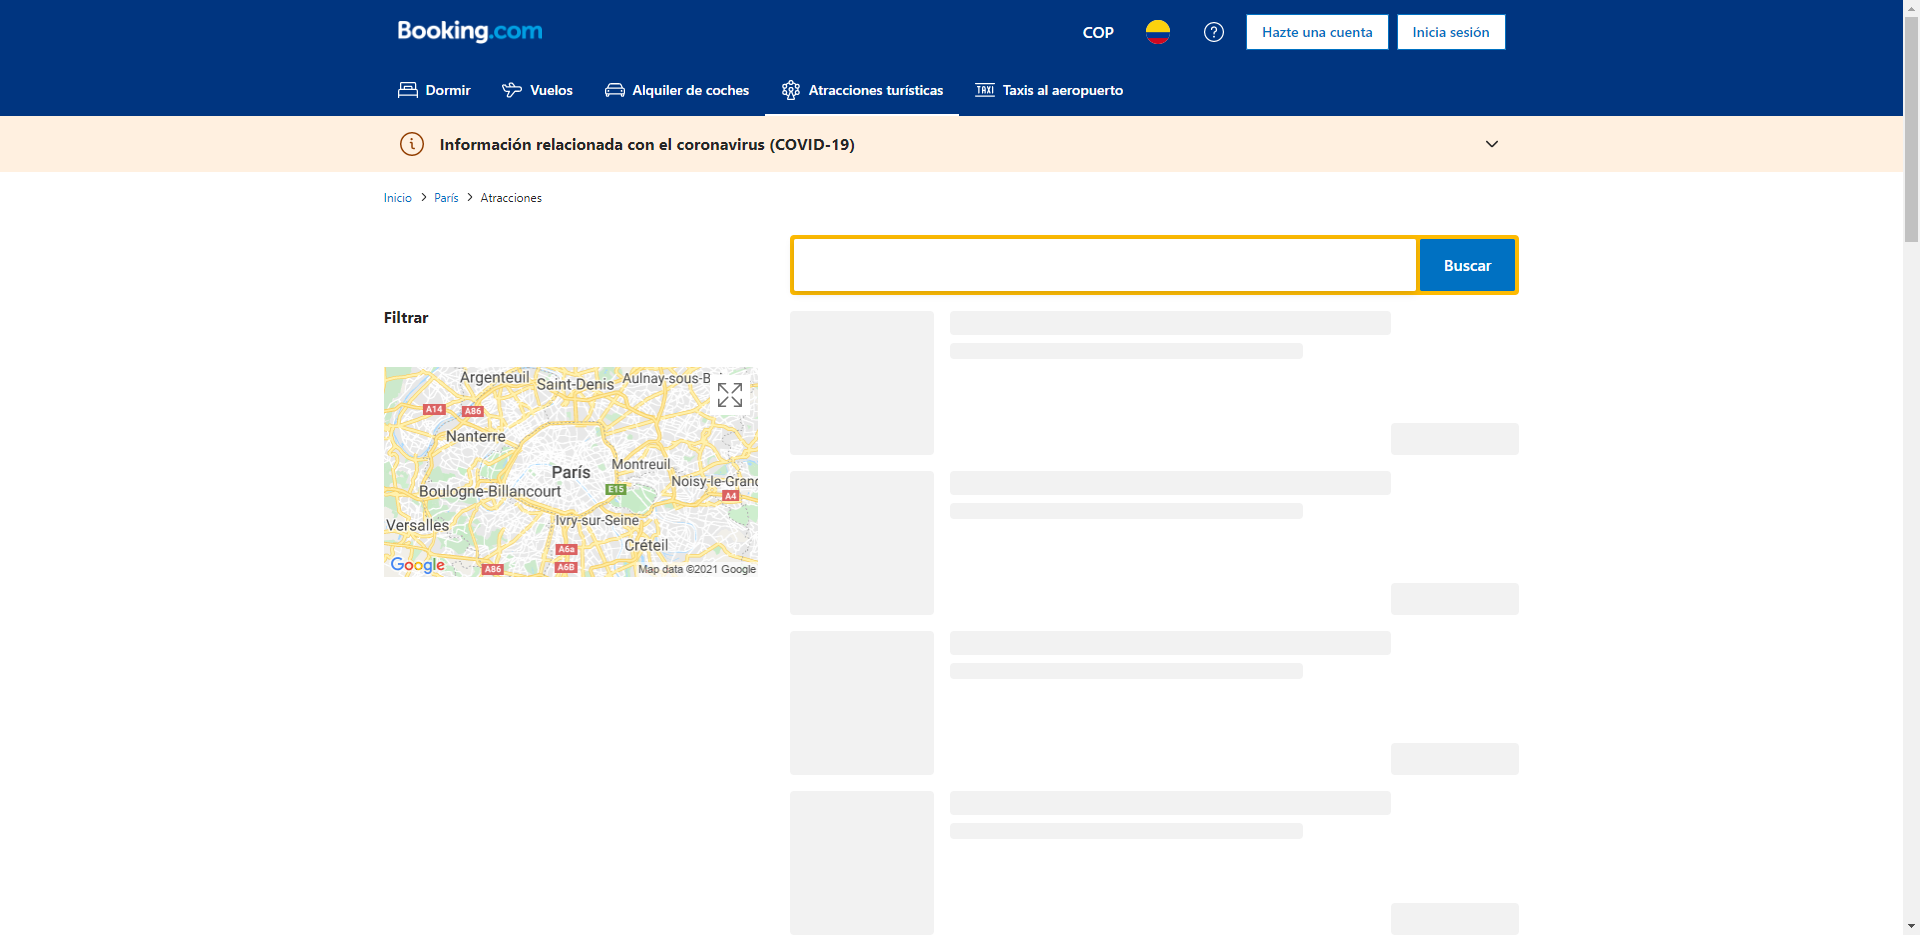 Booking.com
COP
Hazte una cuenta
Inicia sesión
Dormir
Vuelos
Alquiler de coches
Atracciones turísticas
TAXI
Taxis al aeropuerto
Información relacionada con el coronavirus (COVID-19)
Inicio > París > Atracciones
Buscar
Filtrar
Argenteuil
Saint-Denis
Aulnay-sous-B
A14
A86
Nanterre
París
Montreuil
Noisy-le-Grand
Boulogne-Billancourt
E15
A4
Versalles
Ivry-sur-Seine
Créteil
A6a
Google
A86
A6B
Map data ©2021 Google